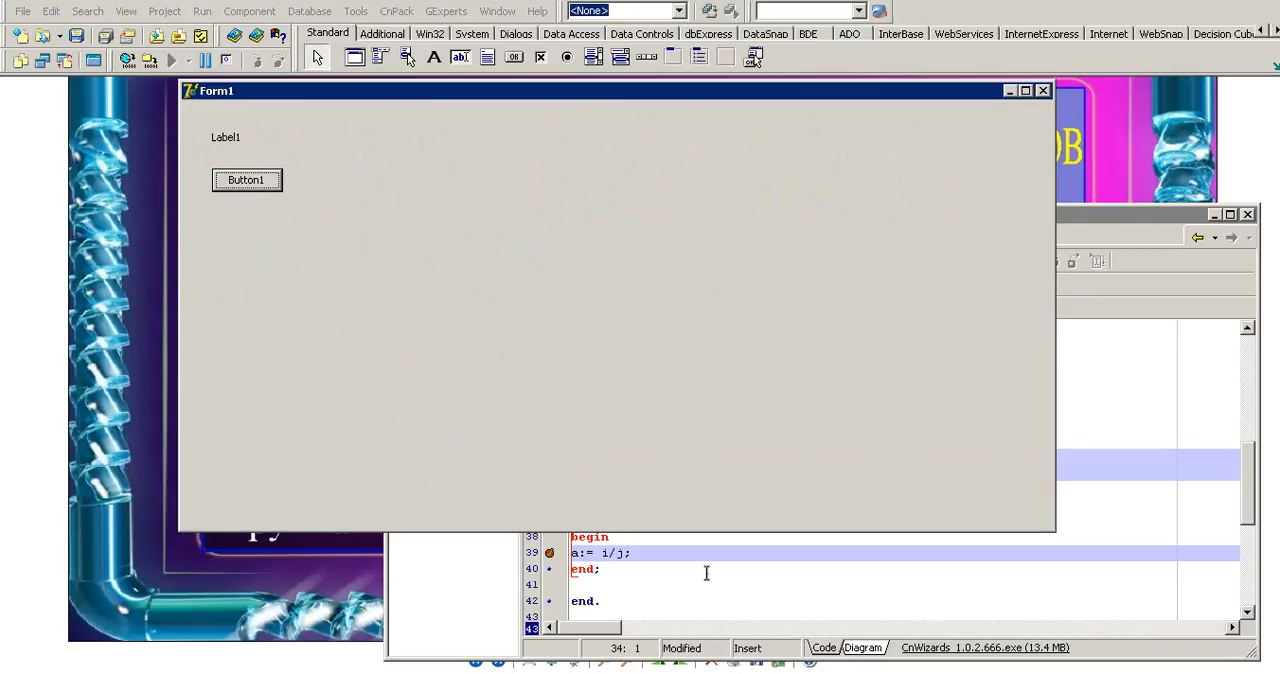 File Edit Search View Project Run Component Database Tools CnPack GExperts Window Help <None>
Standard Additional Win32 System Dialogs Data Access Data Controls dbExpress DataSnap BDE ADO InterBase WebServices InternetExpress Internet WebSnap Decision Cub
Form1
Label1
Button1
38 begin
39 a:= i/j;
40 end;
41
42 end.
43
43
34: 1 Modified Insert Code Diagram CnWizards_1.0.2.666.exe (13.4 MB)